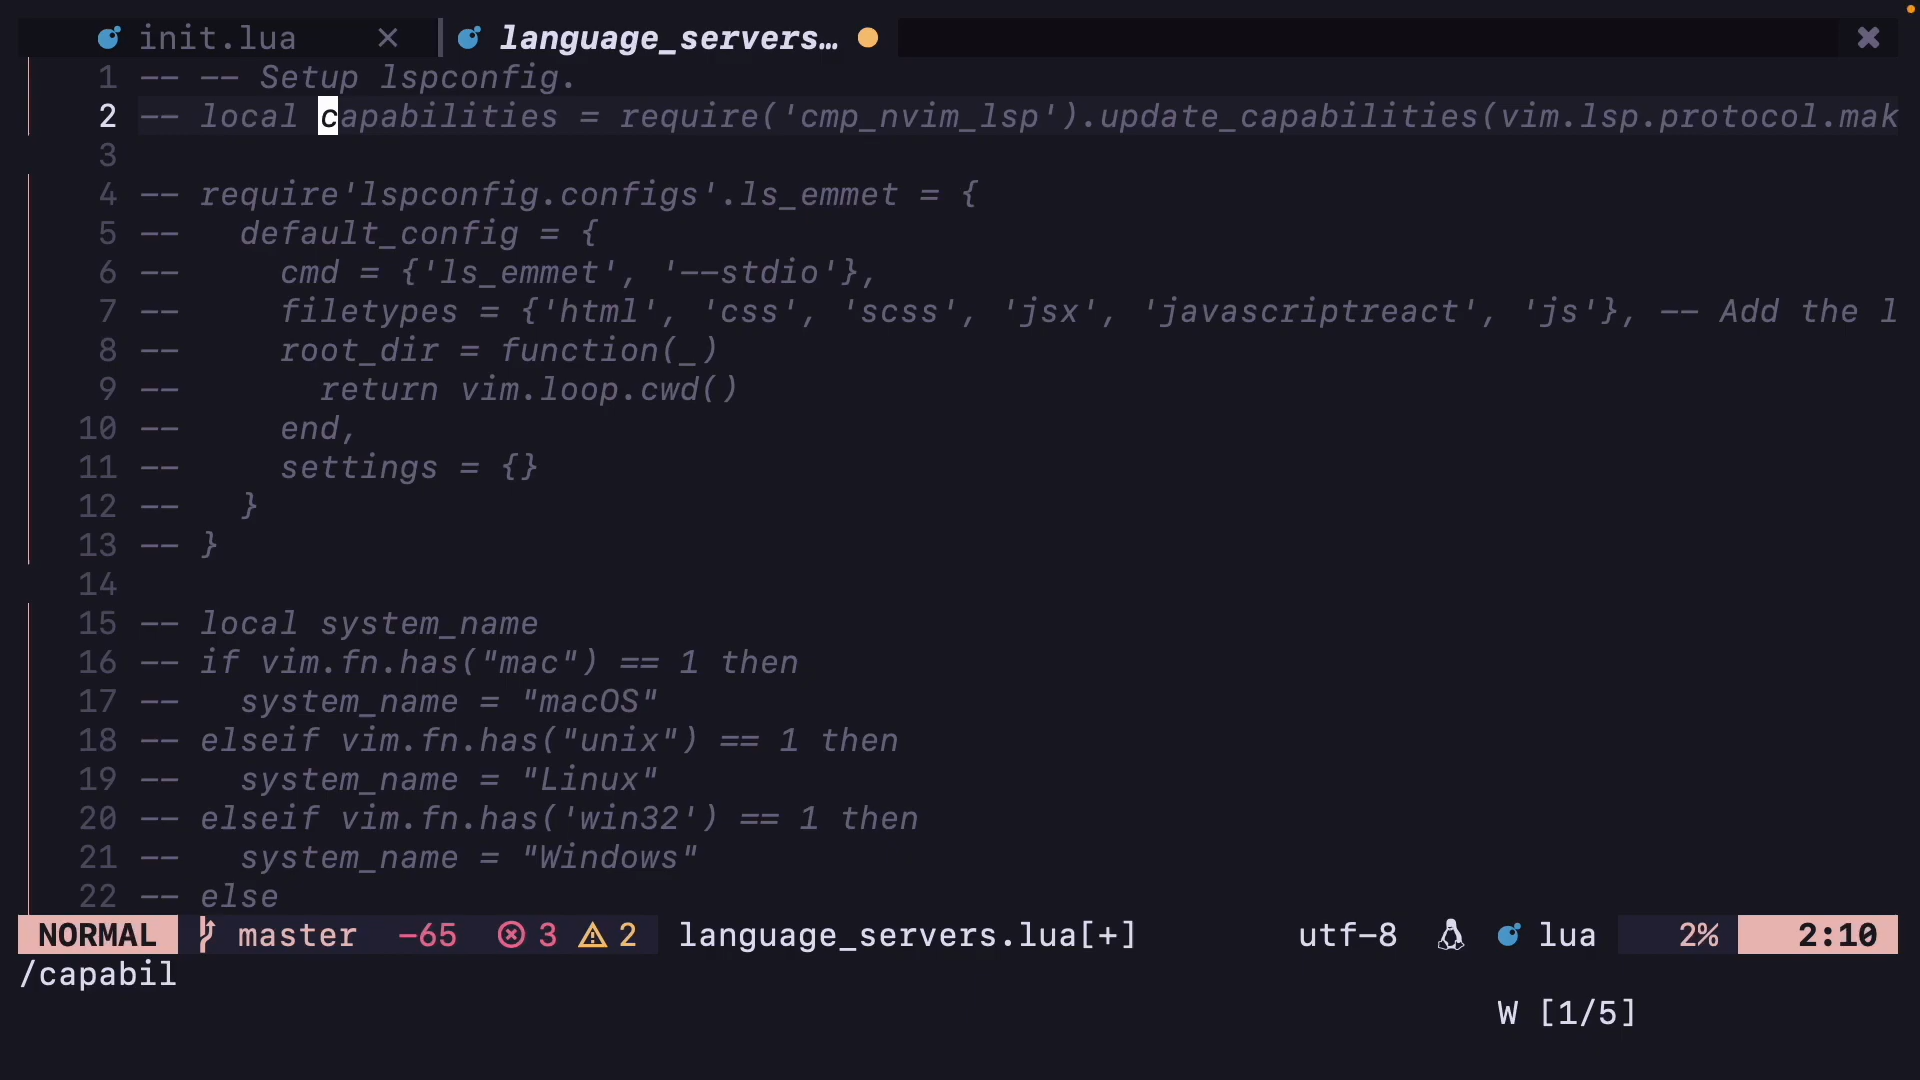 init.lua ✕ language_servers… ● ✖
1 -- -- Setup lspconfig.
2 -- local capabilities = require('cmp_nvim_lsp').update_capabilities(vim.lsp.protocol.mak
3
4 -- require'lspconfig.configs'.ls_emmet = {
5 --   default_config = {
6 --     cmd = {'ls_emmet', '--stdio'},
7 --     filetypes = {'html', 'css', 'scss', 'jsx', 'javascriptreact', 'js'}, -- Add the l
8 --     root_dir = function(_)
9 --       return vim.loop.cwd()
10 --     end,
11 --     settings = {}
12 --   }
13 -- }
14
15 -- local system_name
16 -- if vim.fn.has("mac") == 1 then
17 --   system_name = "macOS"
18 -- elseif vim.fn.has("unix") == 1 then
19 --   system_name = "Linux"
20 -- elseif vim.fn.has('win32') == 1 then
21 --   system_name = "Windows"
22 -- else
NORMAL master -65 3 2 language_servers.lua[+] utf-8 lua 2% 2:10
/capabil
W [1/5]